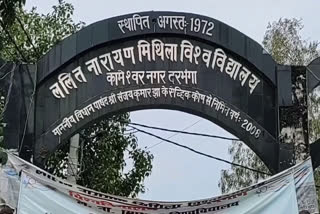 स्थापित अगस्त: 1972
ललित नारायण मिथिला विश्वविद्यालय
कामेश्वर नगर दरभंगा
माननीय विधान पार्षद श्री संजय कुमार झा के ऐच्छिक कोष से निर्मित वर्ष: 2006